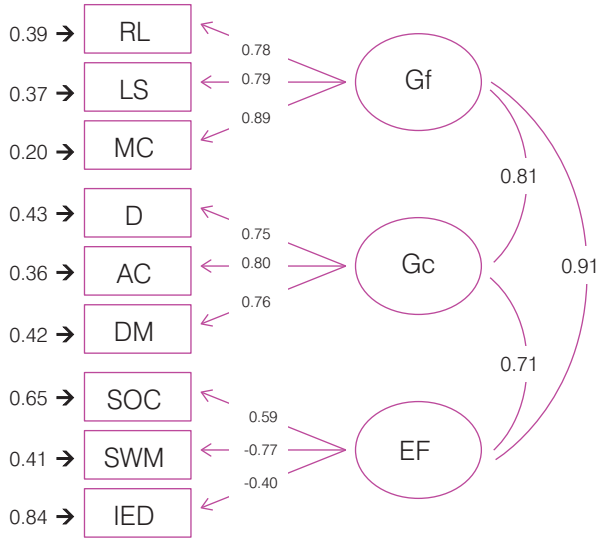 0.39 → RL
0.78
0.37 → LS
0.79
Gf
0.20 → MC
0.89
0.81
0.43 → D
0.75
0.36 → AC
0.80
Gc
0.91
0.42 → DM
0.76
0.71
0.65 → SOC
0.59
0.41 → SWM
-0.77
EF
0.84 → IED
-0.40